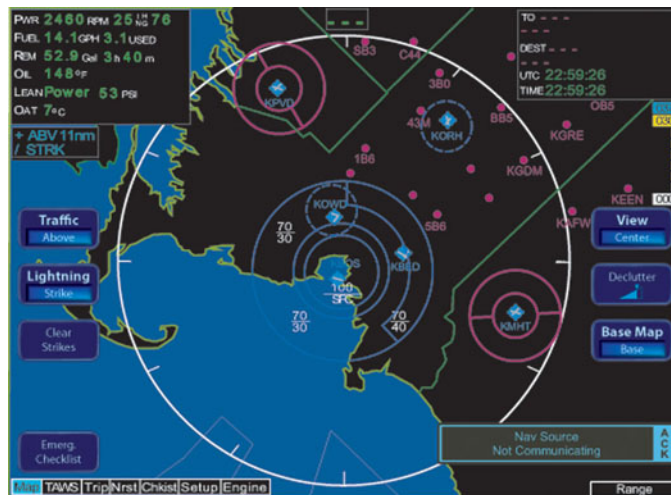 PWR 2460 RPM 25 IN HG 76
FUEL 14.1 GPH 3.1 USED
REM 52.9 Gal 3h 40m
OIL 148°F
LEAN Power 53 PSI
OAT 7°C
+ ABV 11nm
/ STRK
---
TO ---
---
DEST ---
---
UTC 22:59:26
TIME 22:59:26
SB3
C44
3B0
KPVD
43M
KORH
BB5
OB5
KGRE
1B6
KGDM
KOWD
5B6
KEEN
KAFW
70
30
KBED
100
70
30
70
40
KMHT
Traffic
Above
Lightning
Strike
Clear
Strikes
Emerg.
Checklist
View
Center
Declutter
Base Map
Base
Nav Source
Not Communicating
ACK
Map TAWS Trip Nrst Chklst Setup Engine
Range